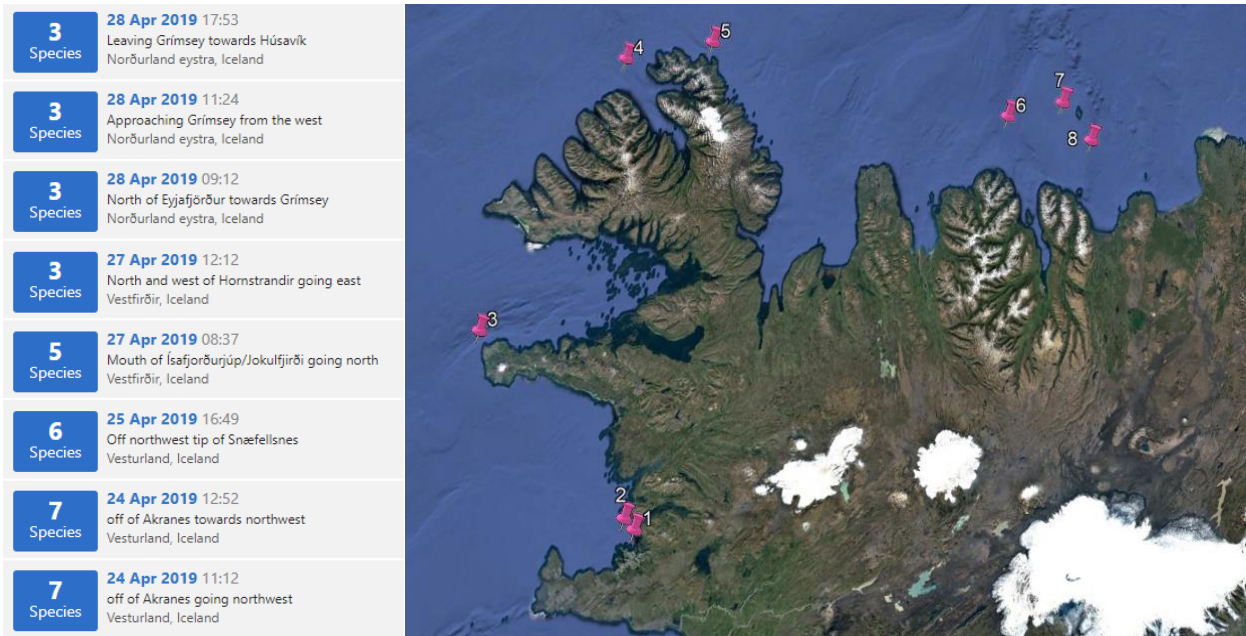 3
Species
28 Apr 2019 17:53
Leaving Grímsey towards Húsavík
Norðurland eystra, Iceland
3
Species
28 Apr 2019 11:24
Approaching Grímsey from the west
Norðurland eystra, Iceland
3
Species
28 Apr 2019 09:12
North of Eyjafjörður towards Grímsey
Norðurland eystra, Iceland
3
Species
27 Apr 2019 12:12
North and west of Hornstrandir going east
Vestfirðir, Iceland
5
Species
27 Apr 2019 08:37
Mouth of Ísafjorðurjúp/Jokulfjirði going north
Vestfirðir, Iceland
6
Species
25 Apr 2019 16:49
Off northwest tip of Snæfellsnes
Vesturland, Iceland
7
Species
24 Apr 2019 12:52
off of Akranes towards northwest
Vesturland, Iceland
7
Species
24 Apr 2019 11:12
off of Akranes going northwest
Vesturland, Iceland
5
4
7
6
8
3
2
1